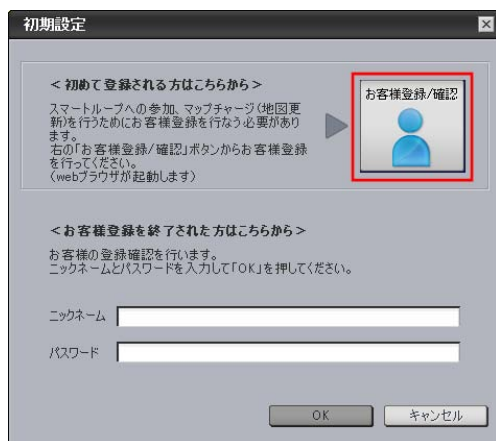 初期設定
＜初めて登録される方はこちらから＞
スマートループへの参加、マップチャージ(地図更
新)を行うためにお客様登録を行なう必要があり
ます。
右の「お客様登録/確認」ボタンからお客様登録
を行ってください。
(webブラウザが起動します)
お客様登録/確認
＜お客様登録を終了された方はこちらから＞
お客様の登録確認を行います。
ニックネームとパスワードを入力して「OK」を押してください。
ニックネーム
パスワード
OK
キャンセル